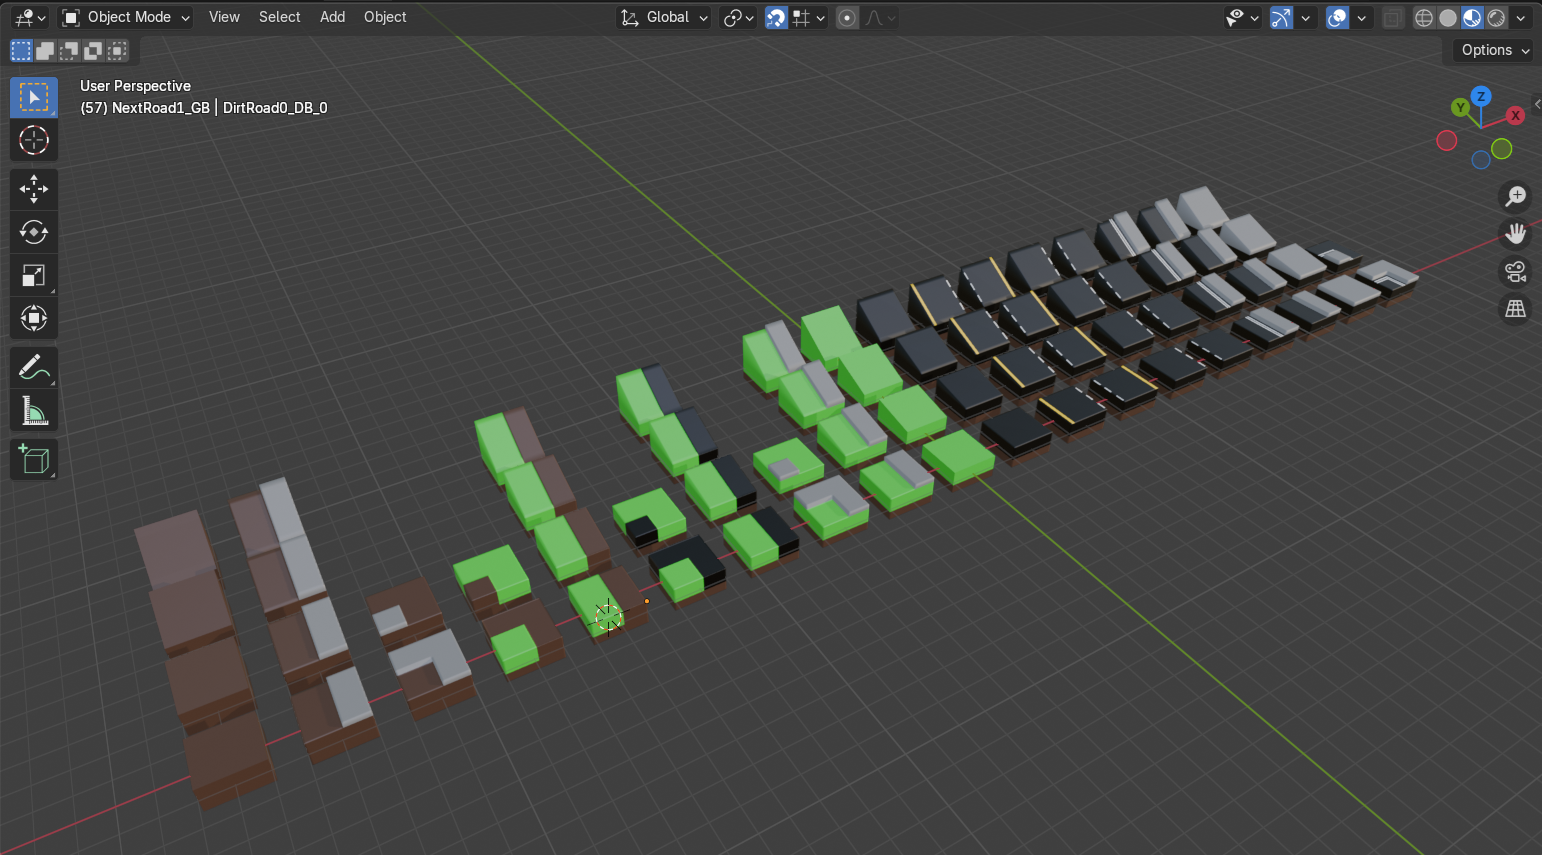 Object Mode View Select Add Object Global
Options
User Perspective
(57) NextRoad1_GB | DirtRoad0_DB_0
Z
Y
X